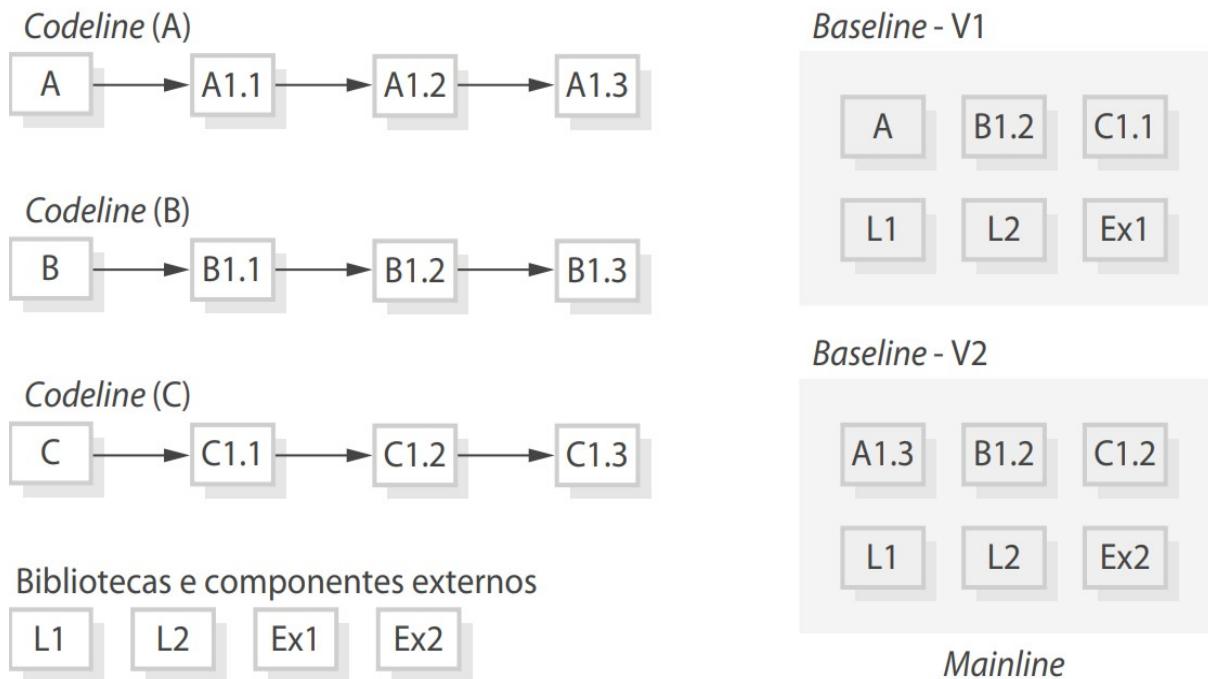 Codeline (A)
A A1.1 A1.2 A1.3
Codeline (B)
B B1.1 B1.2 B1.3
Codeline (C)
C C1.1 C1.2 C1.3
Bibliotecas e componentes externos
L1 L2 Ex1 Ex2
Baseline - V1
A B1.2 C1.1
L1 L2 Ex1
Baseline - V2
A1.3 B1.2 C1.2
L1 L2 Ex2
Mainline